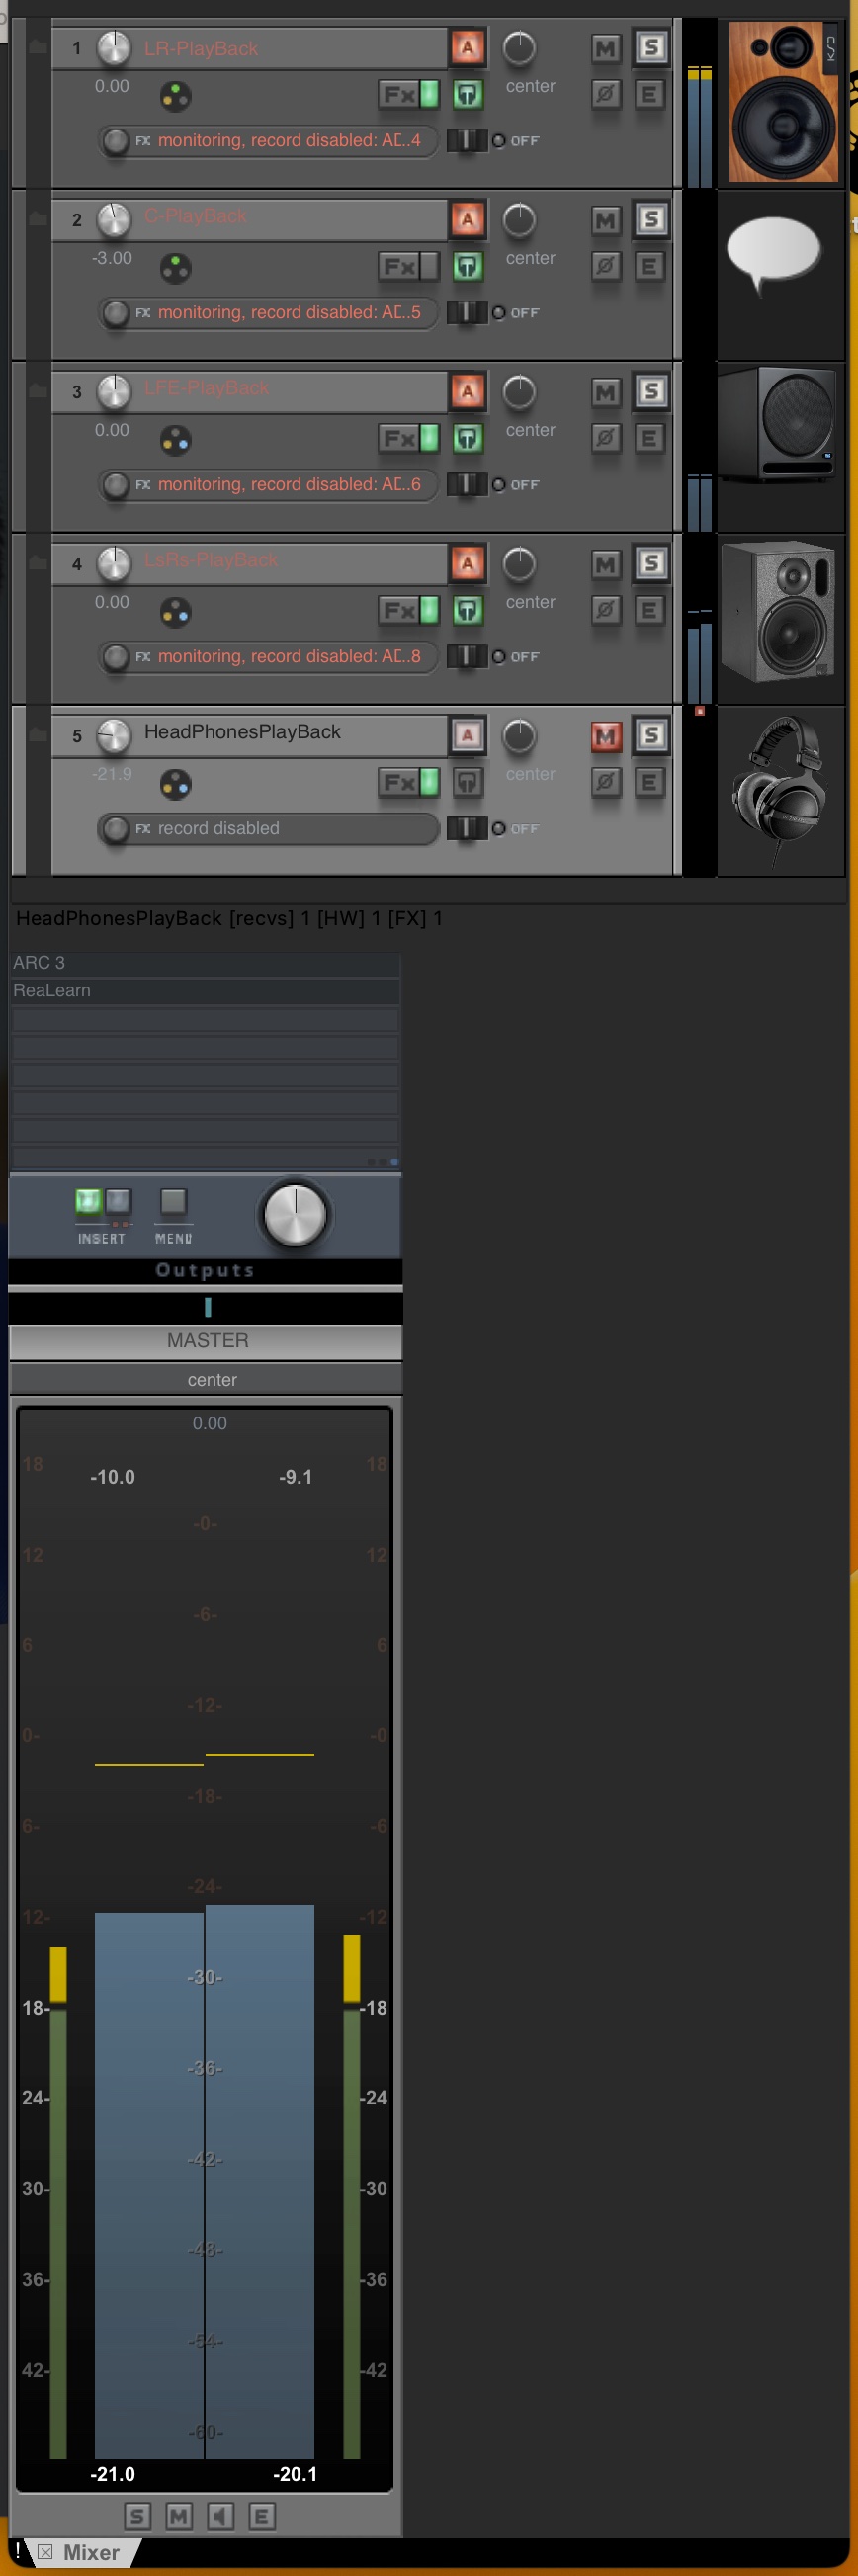 1 LR-PlayBack A M S
0.00 Fx center Ø E
FX monitoring, record disabled: AD..4 OFF
2 C-PlayBack A M S
-3.00 Fx center Ø E
FX monitoring, record disabled: AD..5 OFF
3 LFE-PlayBack A M S
0.00 Fx center Ø E
FX monitoring, record disabled: AD..6 OFF
4 LsRs-PlayBack A M S
0.00 Fx center Ø E
FX monitoring, record disabled: AD..8 OFF
5 HeadPhonesPlayBack A M S
-21.9 Fx center Ø E
FX record disabled OFF
HeadPhonesPlayBack [recvs] 1 [HW] 1 [FX] 1
ARC 3
ReaLearn
INSERT MENU
Outputs
MASTER
center
0.00
18 18
-10.0 -9.1
-0-
12 12
-6-
6 6
-12-
0- -0
-18-
6- -6
-24-
12- -12
-30-
18- -18
-36-
24- -24
-42-
30- -30
-48-
36- -36
-54-
42- -42
-60-
-21.0 -20.1
S M E
! Mixer